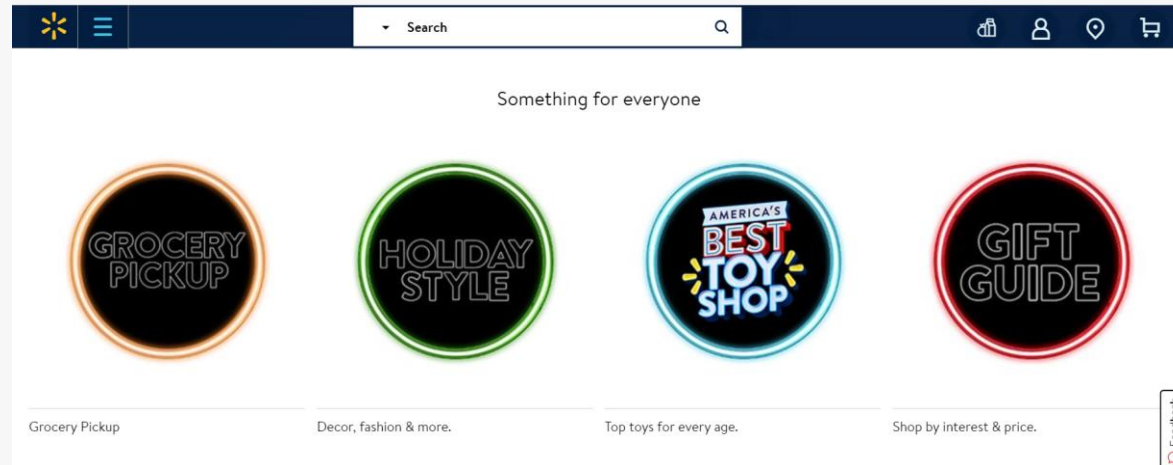 Search
Something for everyone
GROCERY
PICKUP
HOLIDAY
STYLE
AMERICA'S
BEST
TOY
SHOP
GIFT
GUIDE
Grocery Pickup
Decor, fashion & more.
Top toys for every age.
Shop by interest & price.